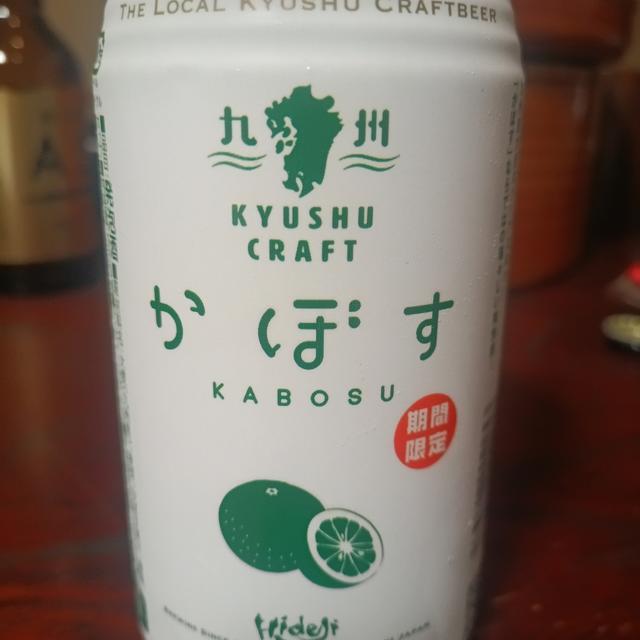 THE LOCAL KYUSHU CRAFTBEER
九州
KYUSHU
CRAFT
かぼす
KABOSU
期間
限定
Hideji